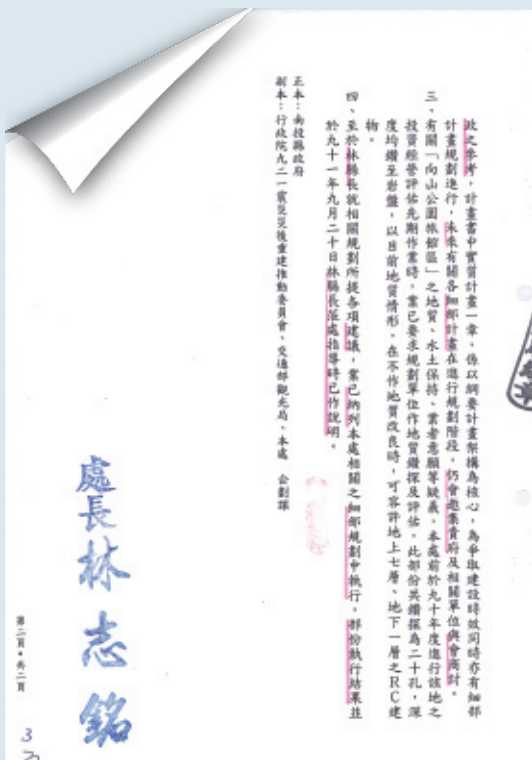 政之參考，計畫書中實質計畫一章，係以綱要計畫架構為核心，為爭取建設時效同時亦有細部
計畫規劃進行，未來有關各細部計畫在進行規劃階段，仍會邀集貴府及相關單位與會商討。
三、有關「向山公園旅館區」之地質、水土保持、業者意願等疑義，本處前於九十年度進行該地之
投資經營評估先期作業時，業已要求規劃單位作地質鑽探及評估，此部份共鑽探為二十孔，深
度均鑽至岩盤，以目前地質情形，在不作地質改良時，可容許地上七層、地下一層之RC建
物。
四、至於林縣長就相關規劃所提各項建議，業已納列本處相關之細部規劃中執行，部份執行結果並
於九十一年九月二十日林縣長蒞處指導時已作說明。
正本：南投縣政府
副本：行政院九二一震災災後重建推動委員會、交通部觀光局、本處 企劃課
處長林志銘
第二頁，共二頁
3